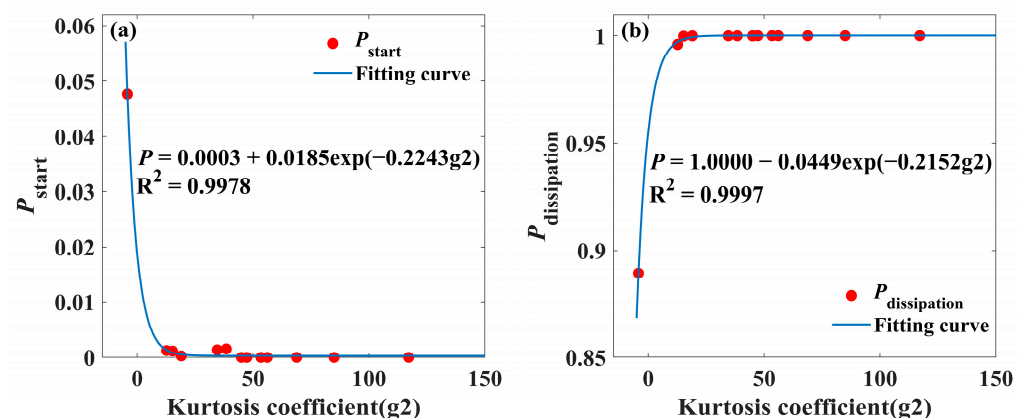 (a)
P_start
Fitting curve
P = 0.0003 + 0.0185exp(−0.2243g2)
R² = 0.9978
P_start
0.06
0.05
0.04
0.03
0.02
0.01
0
0 50 100 150
Kurtosis coefficient(g2)
(b)
P = 1.0000 − 0.0449exp(−0.2152g2)
R² = 0.9997
P_dissipation
Fitting curve
P_dissipation
1
0.95
0.9
0.85
0 50 100 150
Kurtosis coefficient(g2)